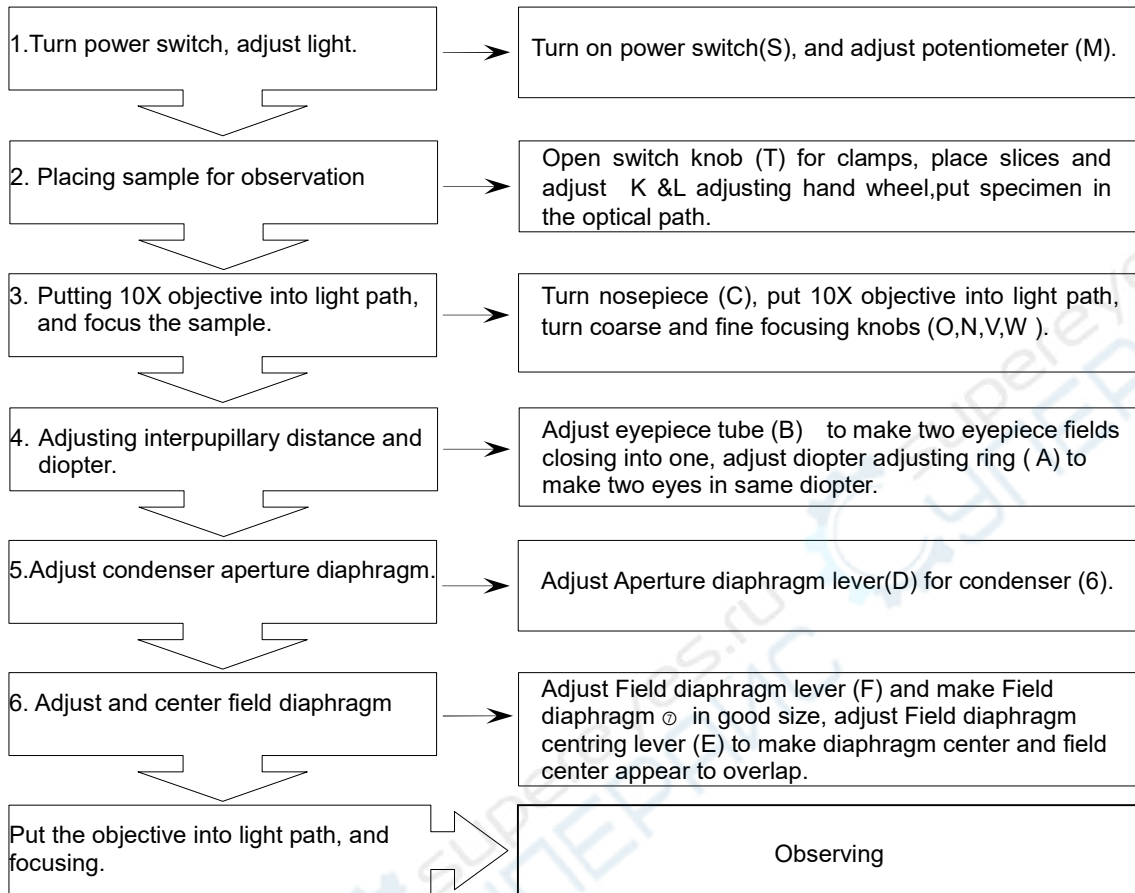 1.Turn power switch, adjust light.
Turn on power switch(S), and adjust potentiometer (M).
2. Placing sample for observation
Open switch knob (T) for clamps, place slices and
adjust K &L adjusting hand wheel,put specimen in
the optical path.
3. Putting 10X objective into light path,
and focus the sample.
Turn nosepiece (C), put 10X objective into light path,
turn coarse and fine focusing knobs (O,N,V,W ).
4. Adjusting interpupillary distance and
diopter.
Adjust eyepiece tube (B) to make two eyepiece fields
closing into one, adjust diopter adjusting ring ( A) to
make two eyes in same diopter.
5.Adjust condenser aperture diaphragm.
Adjust Aperture diaphragm lever(D) for condenser (6).
6. Adjust and center field diaphragm
Adjust Field diaphragm lever (F) and make Field
diaphragm ⑦ in good size, adjust Field diaphragm
centring lever (E) to make diaphragm center and field
center appear to overlap.
Put the objective into light path, and
focusing.
Observing
supereyes.ru
СУПЕРАЙС